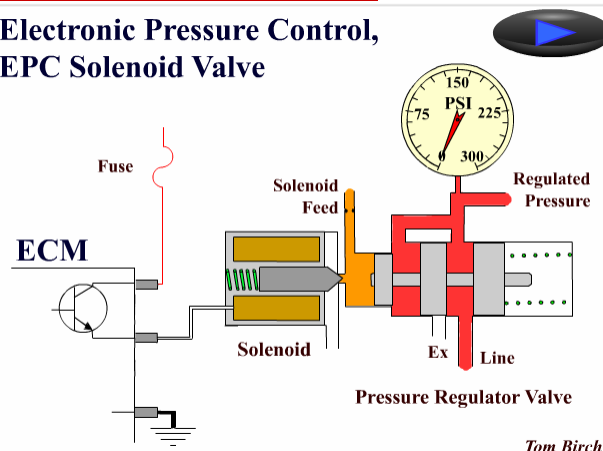 Electronic Pressure Control,
EPC Solenoid Valve
150
PSI
75
225
0
300
Fuse
Solenoid
Feed
Regulated
Pressure
ECM
Solenoid
Ex
Line
Pressure Regulator Valve
Tom Birch